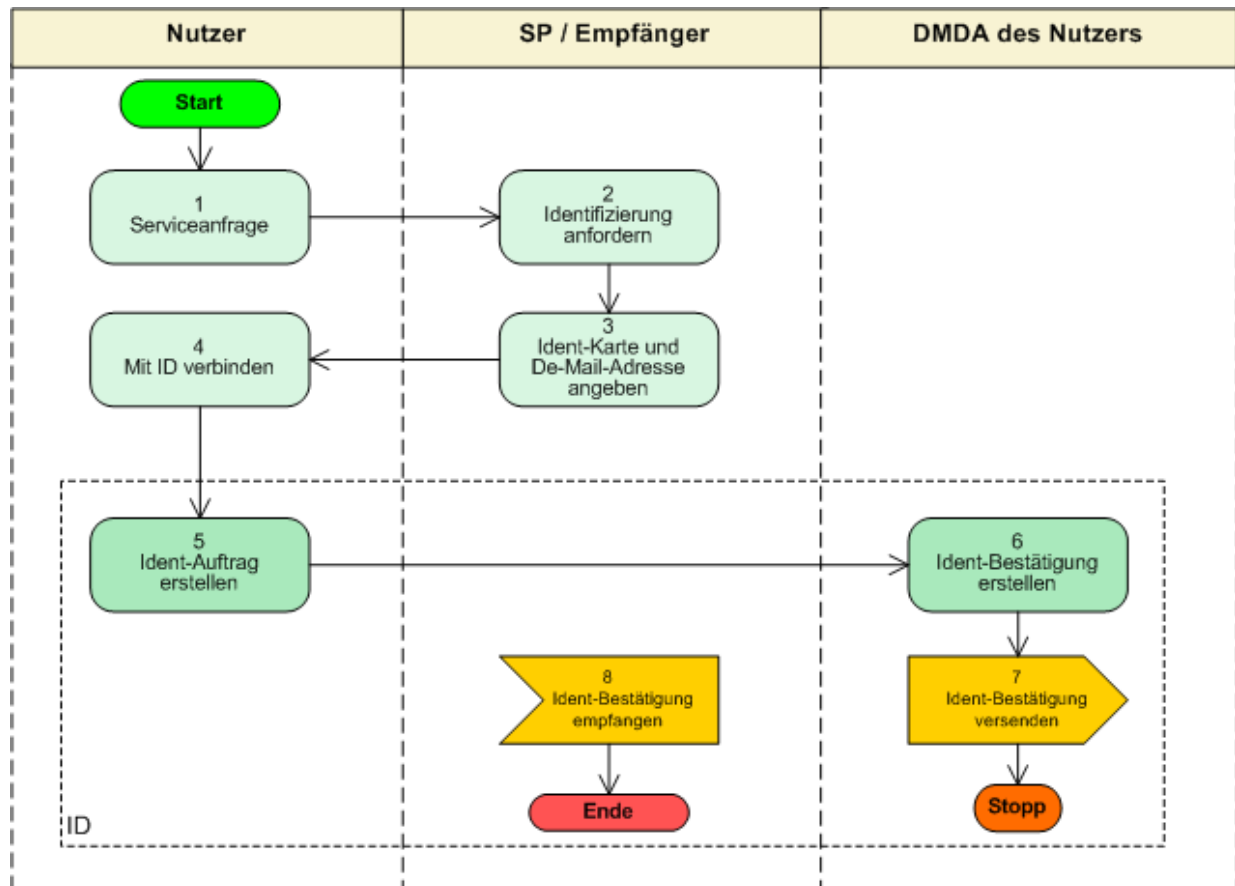 Nutzer
SP / Empfänger
DMDA des Nutzers
Start
1
Serviceanfrage
2
Identifizierung
anfordern
3
Ident-Karte und
De-Mail-Adresse
angeben
4
Mit ID verbinden
5
Ident-Auftrag
erstellen
6
Ident-Bestätigung
erstellen
7
Ident-Bestätigung
versenden
8
Ident-Bestätigung
empfangen
Ende
Stopp
ID